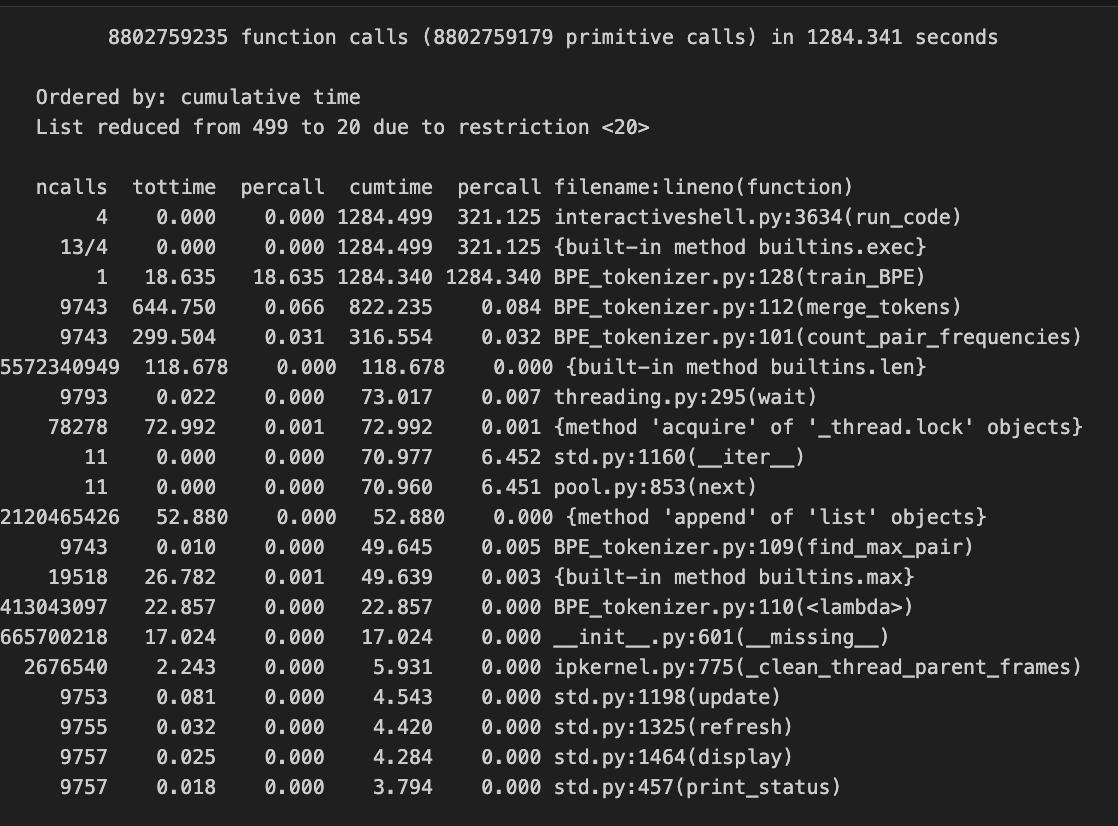 8802759235 function calls (8802759179 primitive calls) in 1284.341 seconds
Ordered by: cumulative time
List reduced from 499 to 20 due to restriction <20>
ncalls tottime percall cumtime percall filename:lineno(function)
4 0.000 0.000 1284.499 321.125 interactiveshell.py:3634(run_code)
13/4 0.000 0.000 1284.499 321.125 {built-in method builtins.exec}
1 18.635 18.635 1284.340 1284.340 BPE_tokenizer.py:128(train_BPE)
9743 644.750 0.066 822.235 0.084 BPE_tokenizer.py:112(merge_tokens)
9743 299.504 0.031 316.554 0.032 BPE_tokenizer.py:101(count_pair_frequencies)
5572340949 118.678 0.000 118.678 0.000 {built-in method builtins.len}
9793 0.022 0.000 73.017 0.007 threading.py:295(wait)
78278 72.992 0.001 72.992 0.001 {method 'acquire' of '_thread.lock' objects}
11 0.000 0.000 70.977 6.452 std.py:1160(__iter__)
11 0.000 0.000 70.960 6.451 pool.py:853(next)
2120465426 52.880 0.000 52.880 0.000 {method 'append' of 'list' objects}
9743 0.010 0.000 49.645 0.005 BPE_tokenizer.py:109(find_max_pair)
19518 26.782 0.001 49.639 0.003 {built-in method builtins.max}
413043097 22.857 0.000 22.857 0.000 BPE_tokenizer.py:110(<lambda>)
665700218 17.024 0.000 17.024 0.000 __init__.py:601(__missing__)
2676540 2.243 0.000 5.931 0.000 ipkernel.py:775(_clean_thread_parent_frames)
9753 0.081 0.000 4.543 0.000 std.py:1198(update)
9755 0.032 0.000 4.420 0.000 std.py:1325(refresh)
9757 0.025 0.000 4.284 0.000 std.py:1464(display)
9757 0.018 0.000 3.794 0.000 std.py:457(print_status)